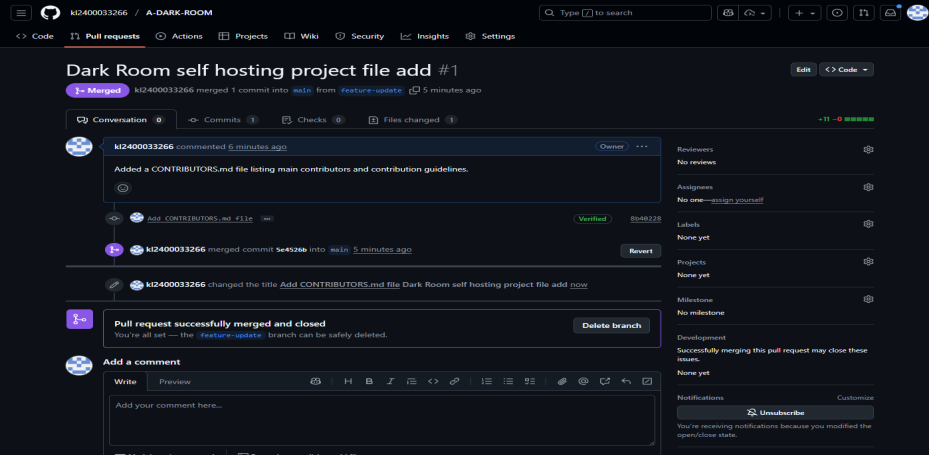 kl2400033266 / A-DARK-ROOM
Type / to search
Code Pull requests Actions Projects Wiki Security Insights Settings
Dark Room self hosting project file add #1
Edit <> Code
Merged kl2400033266 merged 1 commit into main from feature-update 5 minutes ago
Conversation 0 Commits 1 Checks 0 Files changed 1
+11 −0
kl2400033266 commented 6 minutes ago Owner
Added a CONTRIBUTORS.md file listing main contributors and contribution guidelines.
Add CONTRIBUTORS.md file Verified 8b40228
kl2400033266 merged commit 5e4526b into main 5 minutes ago Revert
kl2400033266 changed the title Add CONTRIBUTORS.md file Dark Room self hosting project file add now
Pull request successfully merged and closed
You're all set — the feature-update branch can be safely deleted.
Delete branch
Add a comment
Write Preview
Add your comment here...
Reviewers
No reviews
Assignees
No one—assign yourself
Labels
None yet
Projects
None yet
Milestone
No milestone
Development
Successfully merging this pull request may close these
issues.
None yet
Notifications Customize
Unsubscribe
You're receiving notifications because you modified the
open/close state.